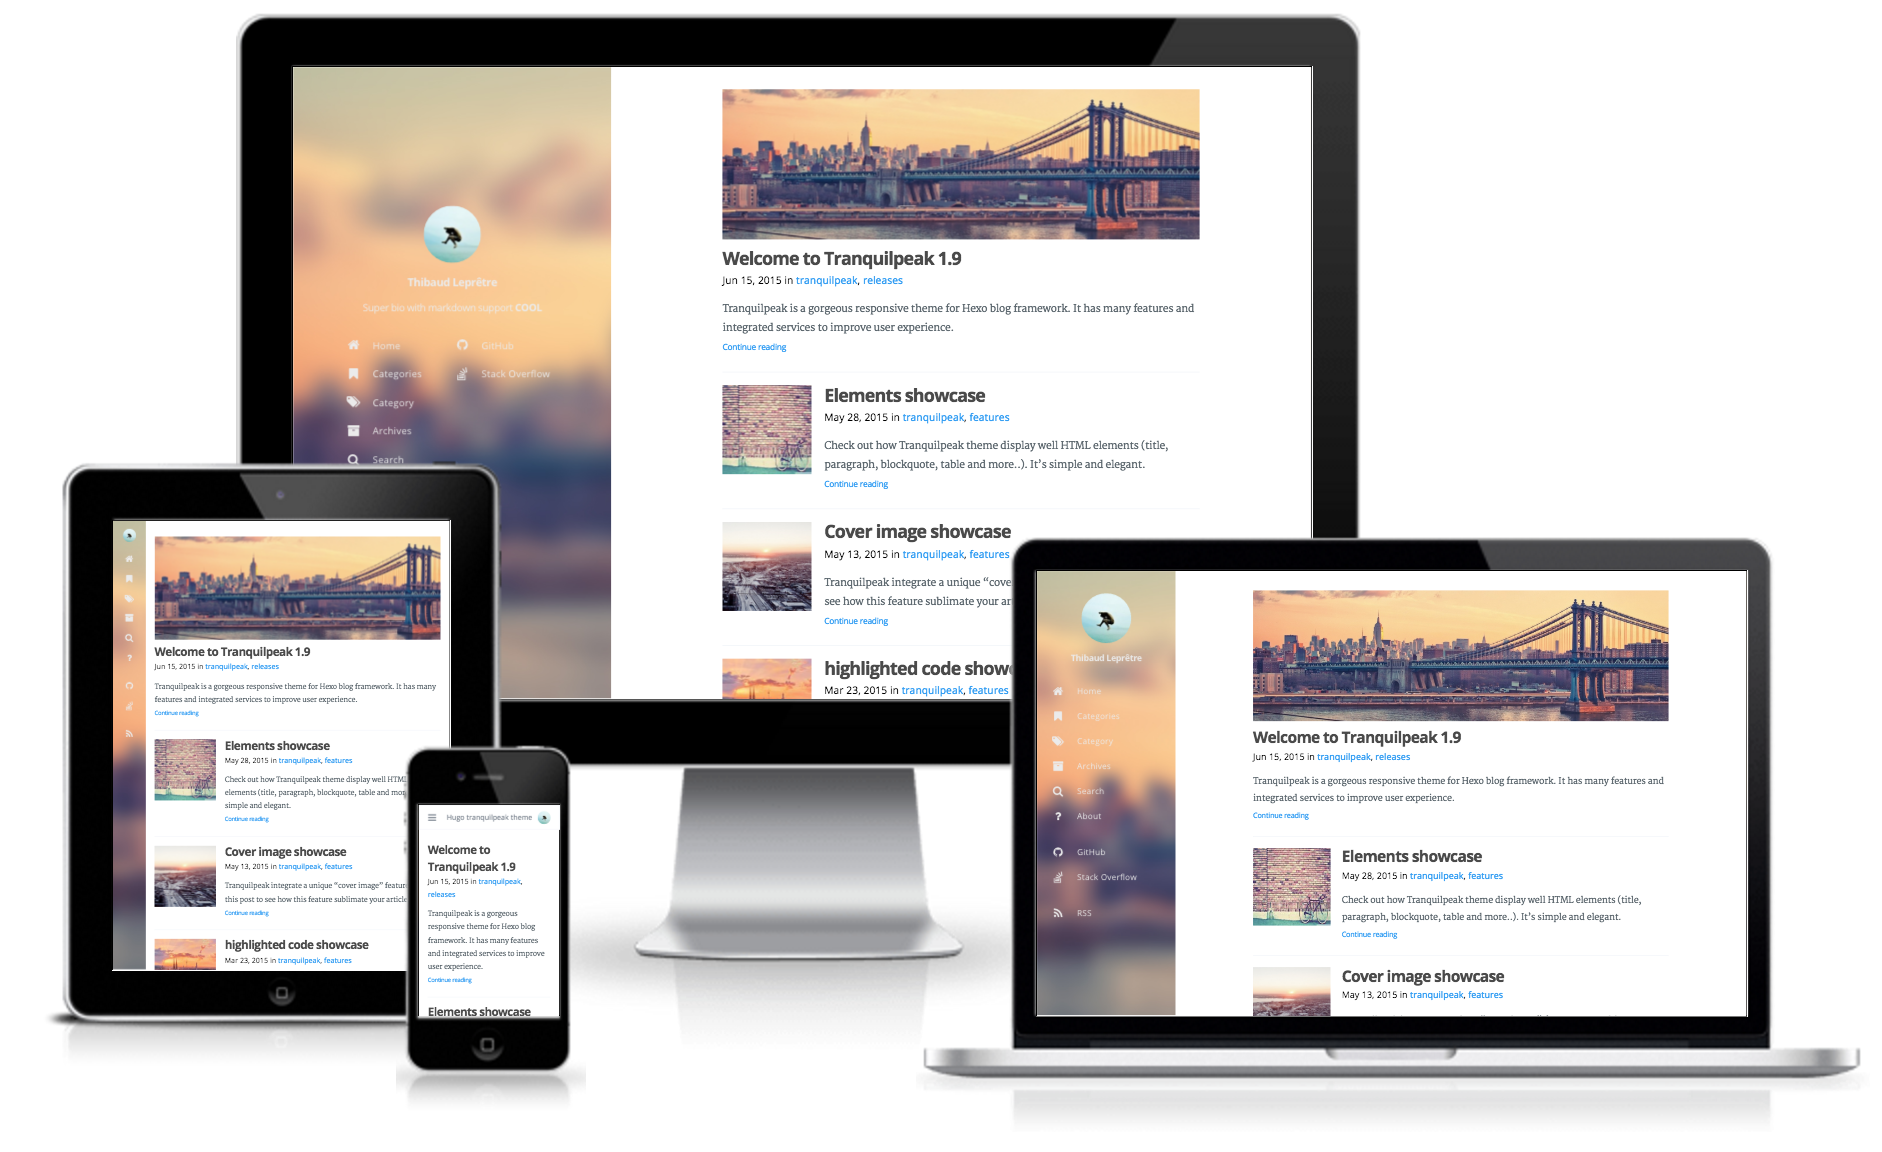 Thibaud Leprêtre
Super bio with markdown support COOL
Home
Categories
Category
Archives
Search
GitHub
Stack Overflow
Welcome to Tranquilpeak 1.9
Jun 15, 2015 in tranquilpeak, releases
Tranquilpeak is a gorgeous responsive theme for Hexo blog framework. It has many features and
integrated services to improve user experience.
Continue reading
Elements showcase
May 28, 2015 in tranquilpeak, features
Check out how Tranquilpeak theme display well HTML elements (title,
paragraph, blockquote, table and more..). It's simple and elegant.
Continue reading
Cover image showcase
May 13, 2015 in tranquilpeak, features
Tranquilpeak integrate a unique “cove
see how this feature sublimate your ar
Continue reading
highlighted code show
Mar 23, 2015 in tranquilpeak, features
Welcome to Tranquilpeak 1.9
Jun 15, 2015 in tranquilpeak, releases
Tranquilpeak is a gorgeous responsive theme for Hexo blog framework. It has many
features and integrated services to improve user experience.
Continue reading
Elements showcase
May 28, 2015 in tranquilpeak, features
Check out how Tranquilpeak theme display well HTML
elements (title, paragraph, blockquote, table and mor
simple and elegant.
Continue reading
Cover image showcase
May 13, 2015 in tranquilpeak, features
Tranquilpeak integrate a unique “cover image” featur
this post to see how this feature sublimate your article
Continue reading
highlighted code showcase
Mar 23, 2015 in tranquilpeak, features
Hugo tranquilpeak theme
Welcome to
Tranquilpeak 1.9
Jun 15, 2015 in tranquilpeak,
releases
Tranquilpeak is a gorgeous
responsive theme for Hexo blog
framework. It has many features
and integrated services to improve
user experience.
Continue reading
Elements showcase
Thibaud Leprêtre
Home
Categories
Category
Archives
Search
About
GitHub
Stack Overflow
RSS
Welcome to Tranquilpeak 1.9
Jun 15, 2015 in tranquilpeak, releases
Tranquilpeak is a gorgeous responsive theme for Hexo blog framework. It has many features and
integrated services to improve user experience.
Continue reading
Elements showcase
May 28, 2015 in tranquilpeak, features
Check out how Tranquilpeak theme display well HTML elements (title,
paragraph, blockquote, table and more..). It's simple and elegant.
Continue reading
Cover image showcase
May 13, 2015 in tranquilpeak, features